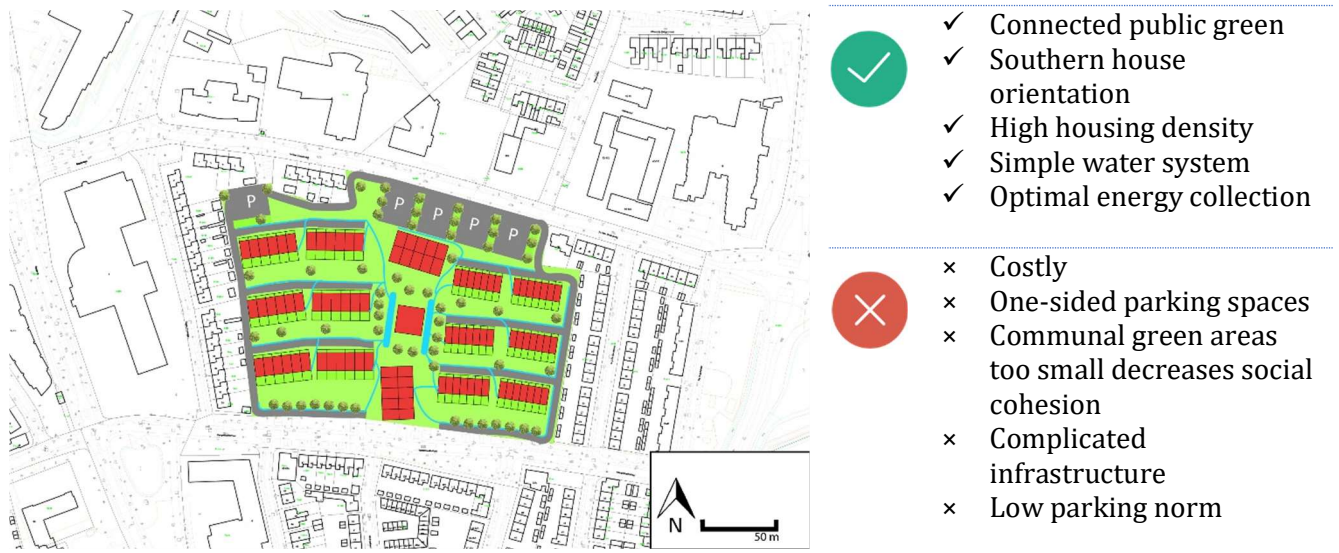 ✓ Connected public green
✓ Southern house
orientation
✓ High housing density
✓ Simple water system
✓ Optimal energy collection
× Costly
× One-sided parking spaces
× Communal green areas
too small decreases social
cohesion
× Complicated
infrastructure
× Low parking norm
P
P
P
P
P
N
50 m